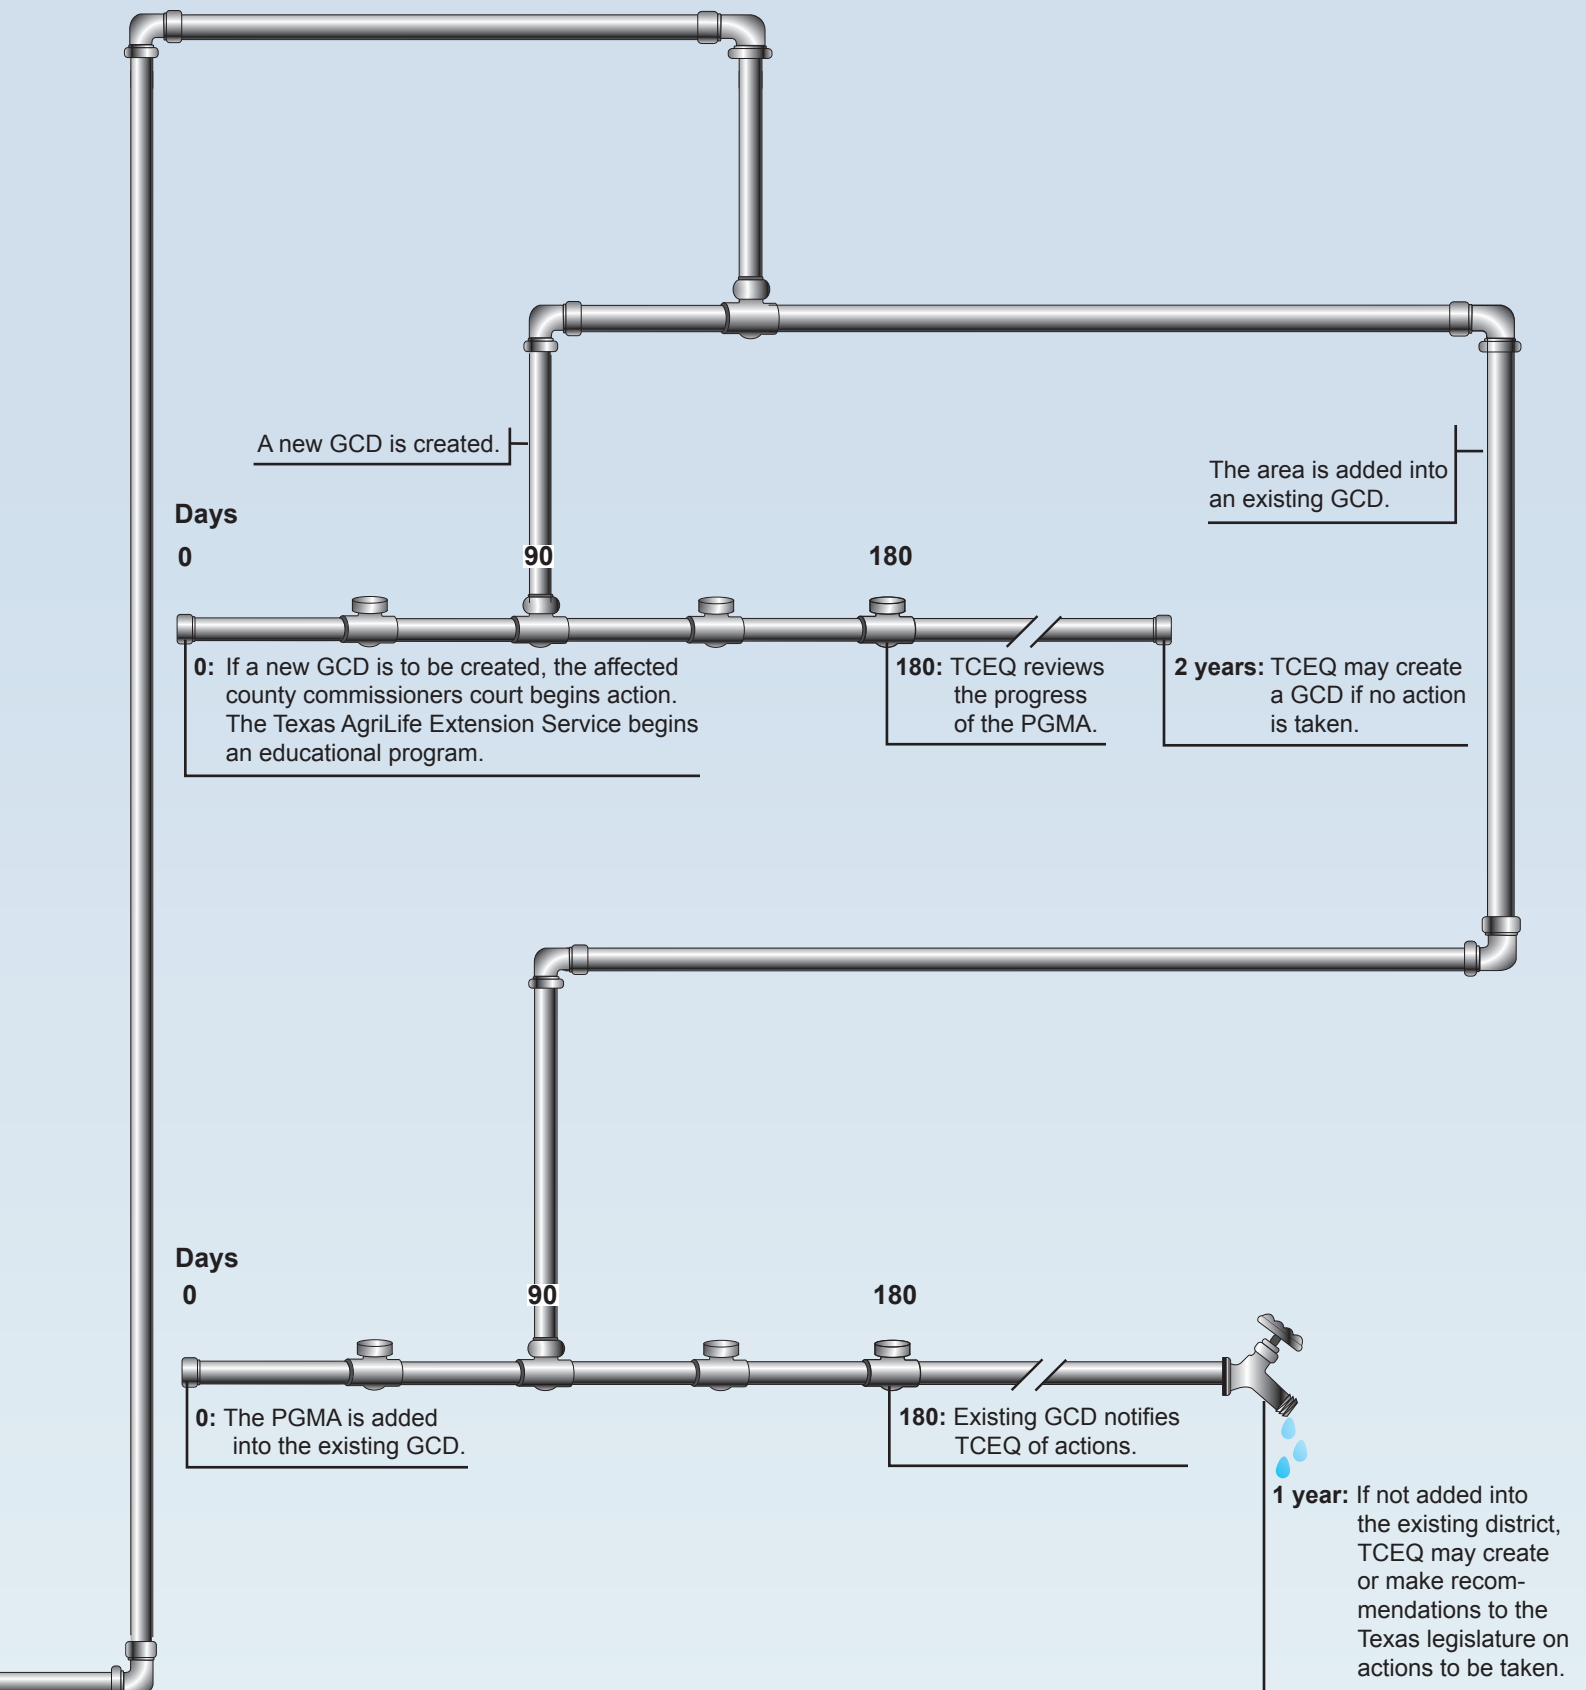 A new GCD is created.
The area is added into
an existing GCD.
Days
0 90 180
0: If a new GCD is to be created, the affected
county commissioners court begins action.
The Texas AgriLife Extension Service begins
an educational program.
180: TCEQ reviews
the progress
of the PGMA.
2 years: TCEQ may create
a GCD if no action
is taken.
Days
0 90 180
0: The PGMA is added
into the existing GCD.
180: Existing GCD notifies
TCEQ of actions.
1 year: If not added into
the existing district,
TCEQ may create
or make recom-
mendations to the
Texas legislature on
actions to be taken.